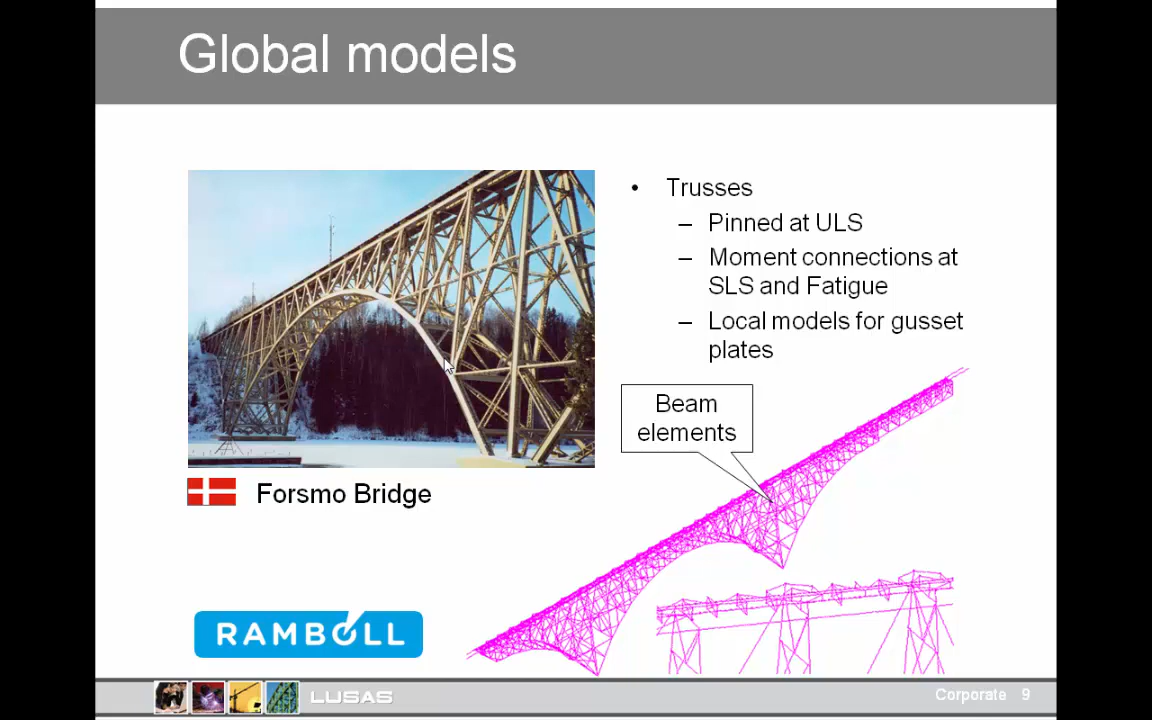 Global models
• Trusses
– Pinned at ULS
– Moment connections at
SLS and Fatigue
– Local models for gusset
plates
Beam
elements
Forsmo Bridge
RAMBOLL
LUSAS
Corporate 9